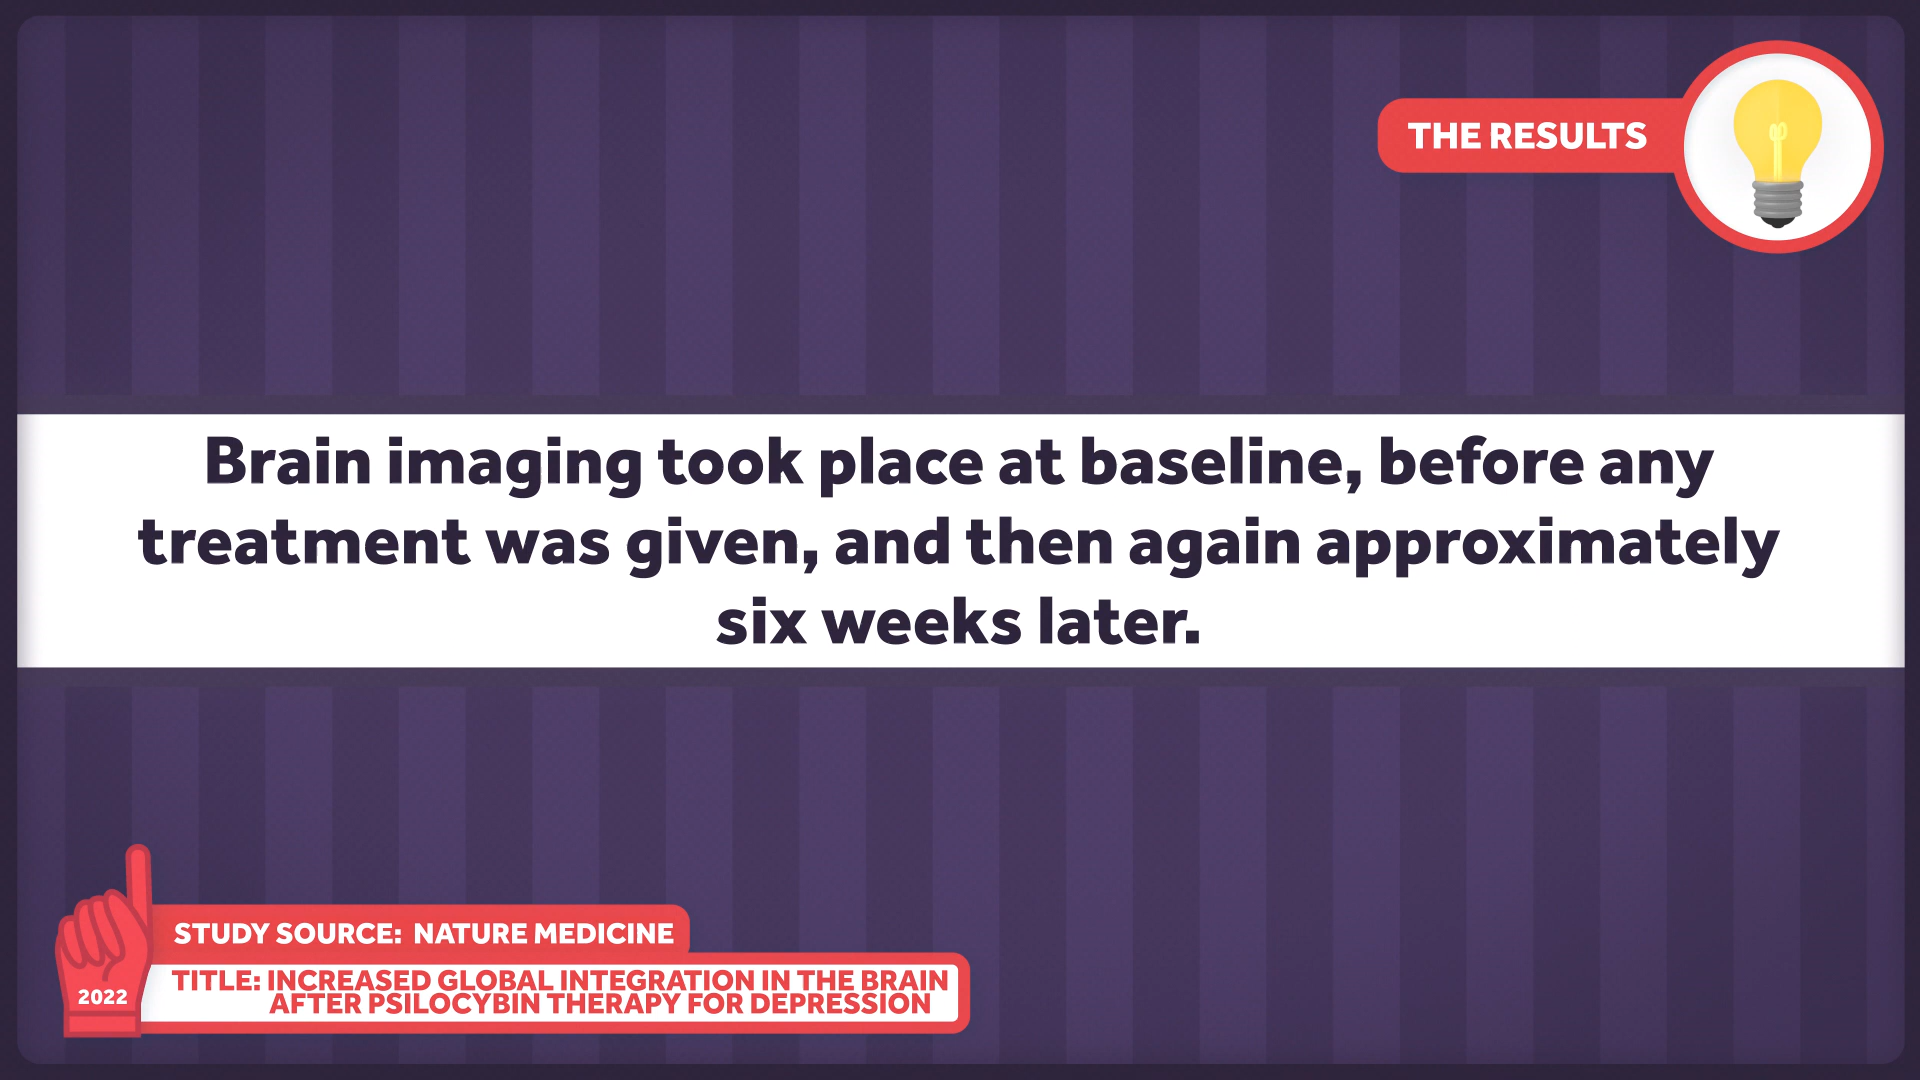 THE RESULTS
Brain imaging took place at baseline, before any
treatment was given, and then again approximately
six weeks later.
STUDY SOURCE: NATURE MEDICINE
TITLE: INCREASED GLOBAL INTEGRATION IN THE BRAIN
AFTER PSILOCYBIN THERAPY FOR DEPRESSION
2022